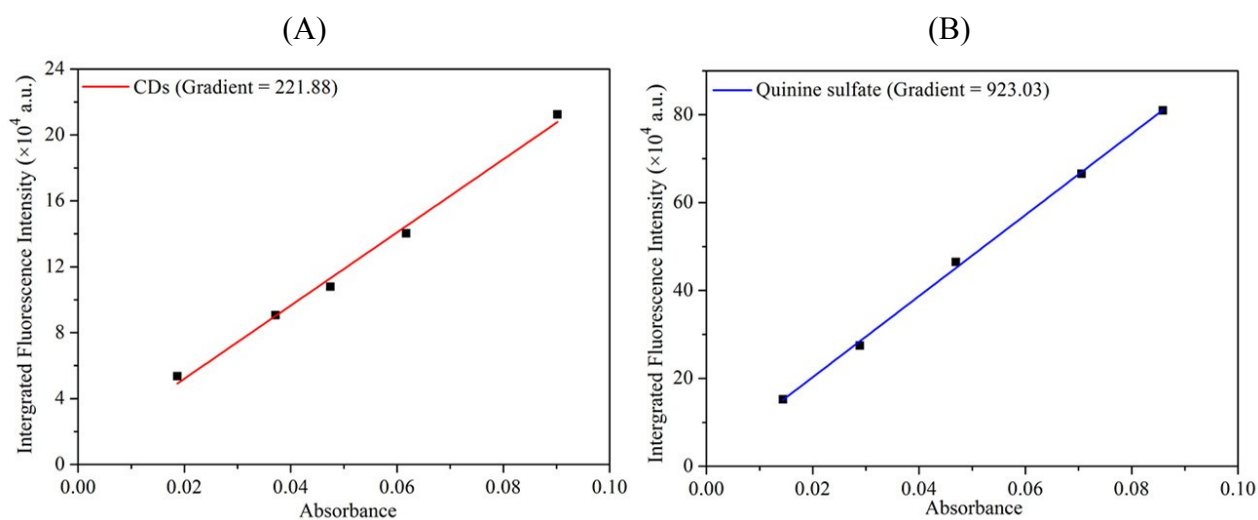 (A)
(B)
CDs (Gradient = 221.88)
Intergrated Fluorescence Intensity (×10⁴ a.u.)
24
20
16
12
8
4
0
0.00 0.02 0.04 0.06 0.08 0.10
Absorbance
Quinine sulfate (Gradient = 923.03)
Intergrated Fluorescence Intensity (×10⁴ a.u.)
80
60
40
20
0
0.00 0.02 0.04 0.06 0.08 0.10
Absorbance